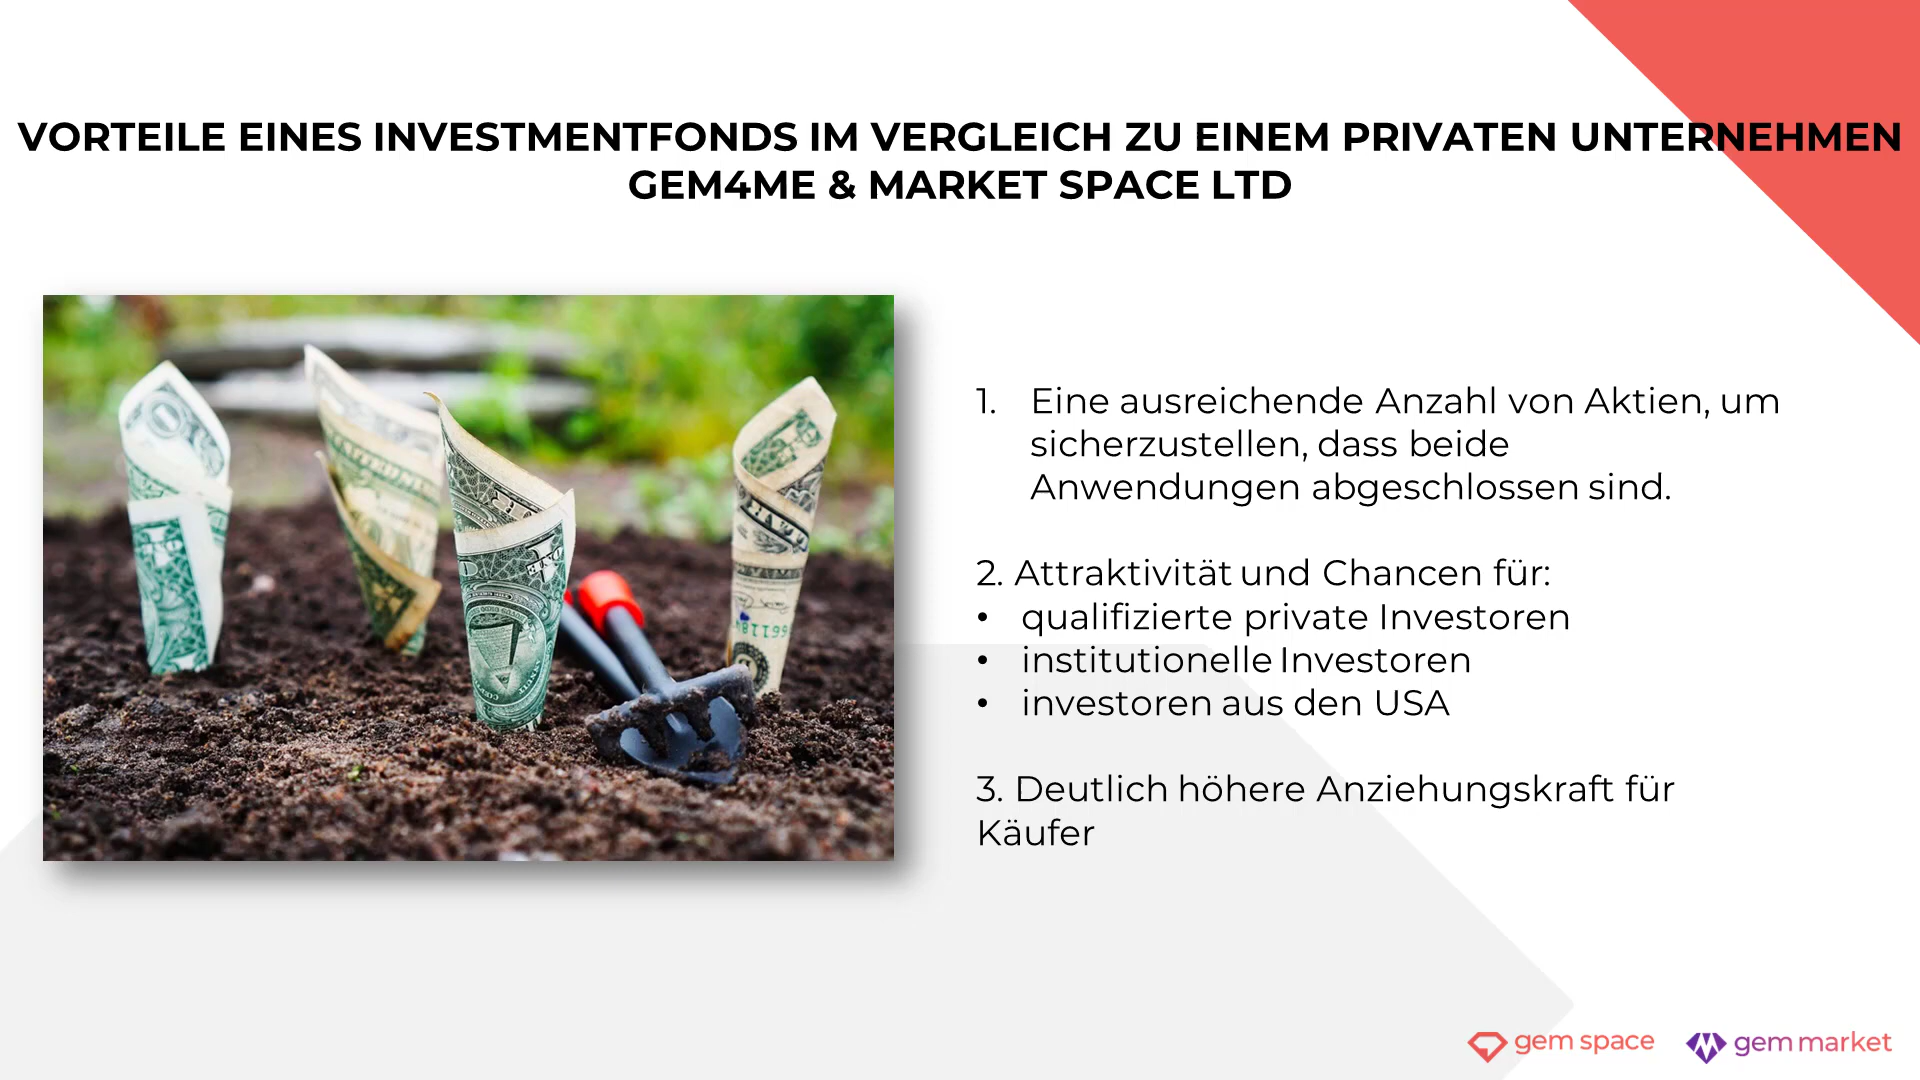 VORTEILE EINES INVESTMENTFONDS IM VERGLEICH ZU EINEM PRIVATEN UNTERNEHMEN
GEM4ME & MARKET SPACE LTD
1. Eine ausreichende Anzahl von Aktien, um
sicherzustellen, dass beide
Anwendungen abgeschlossen sind.
2. Attraktivität und Chancen für:
• qualifizierte private Investoren
• institutionelle Investoren
• investoren aus den USA
3. Deutlich höhere Anziehungskraft für
Käufer
gem space
gem market